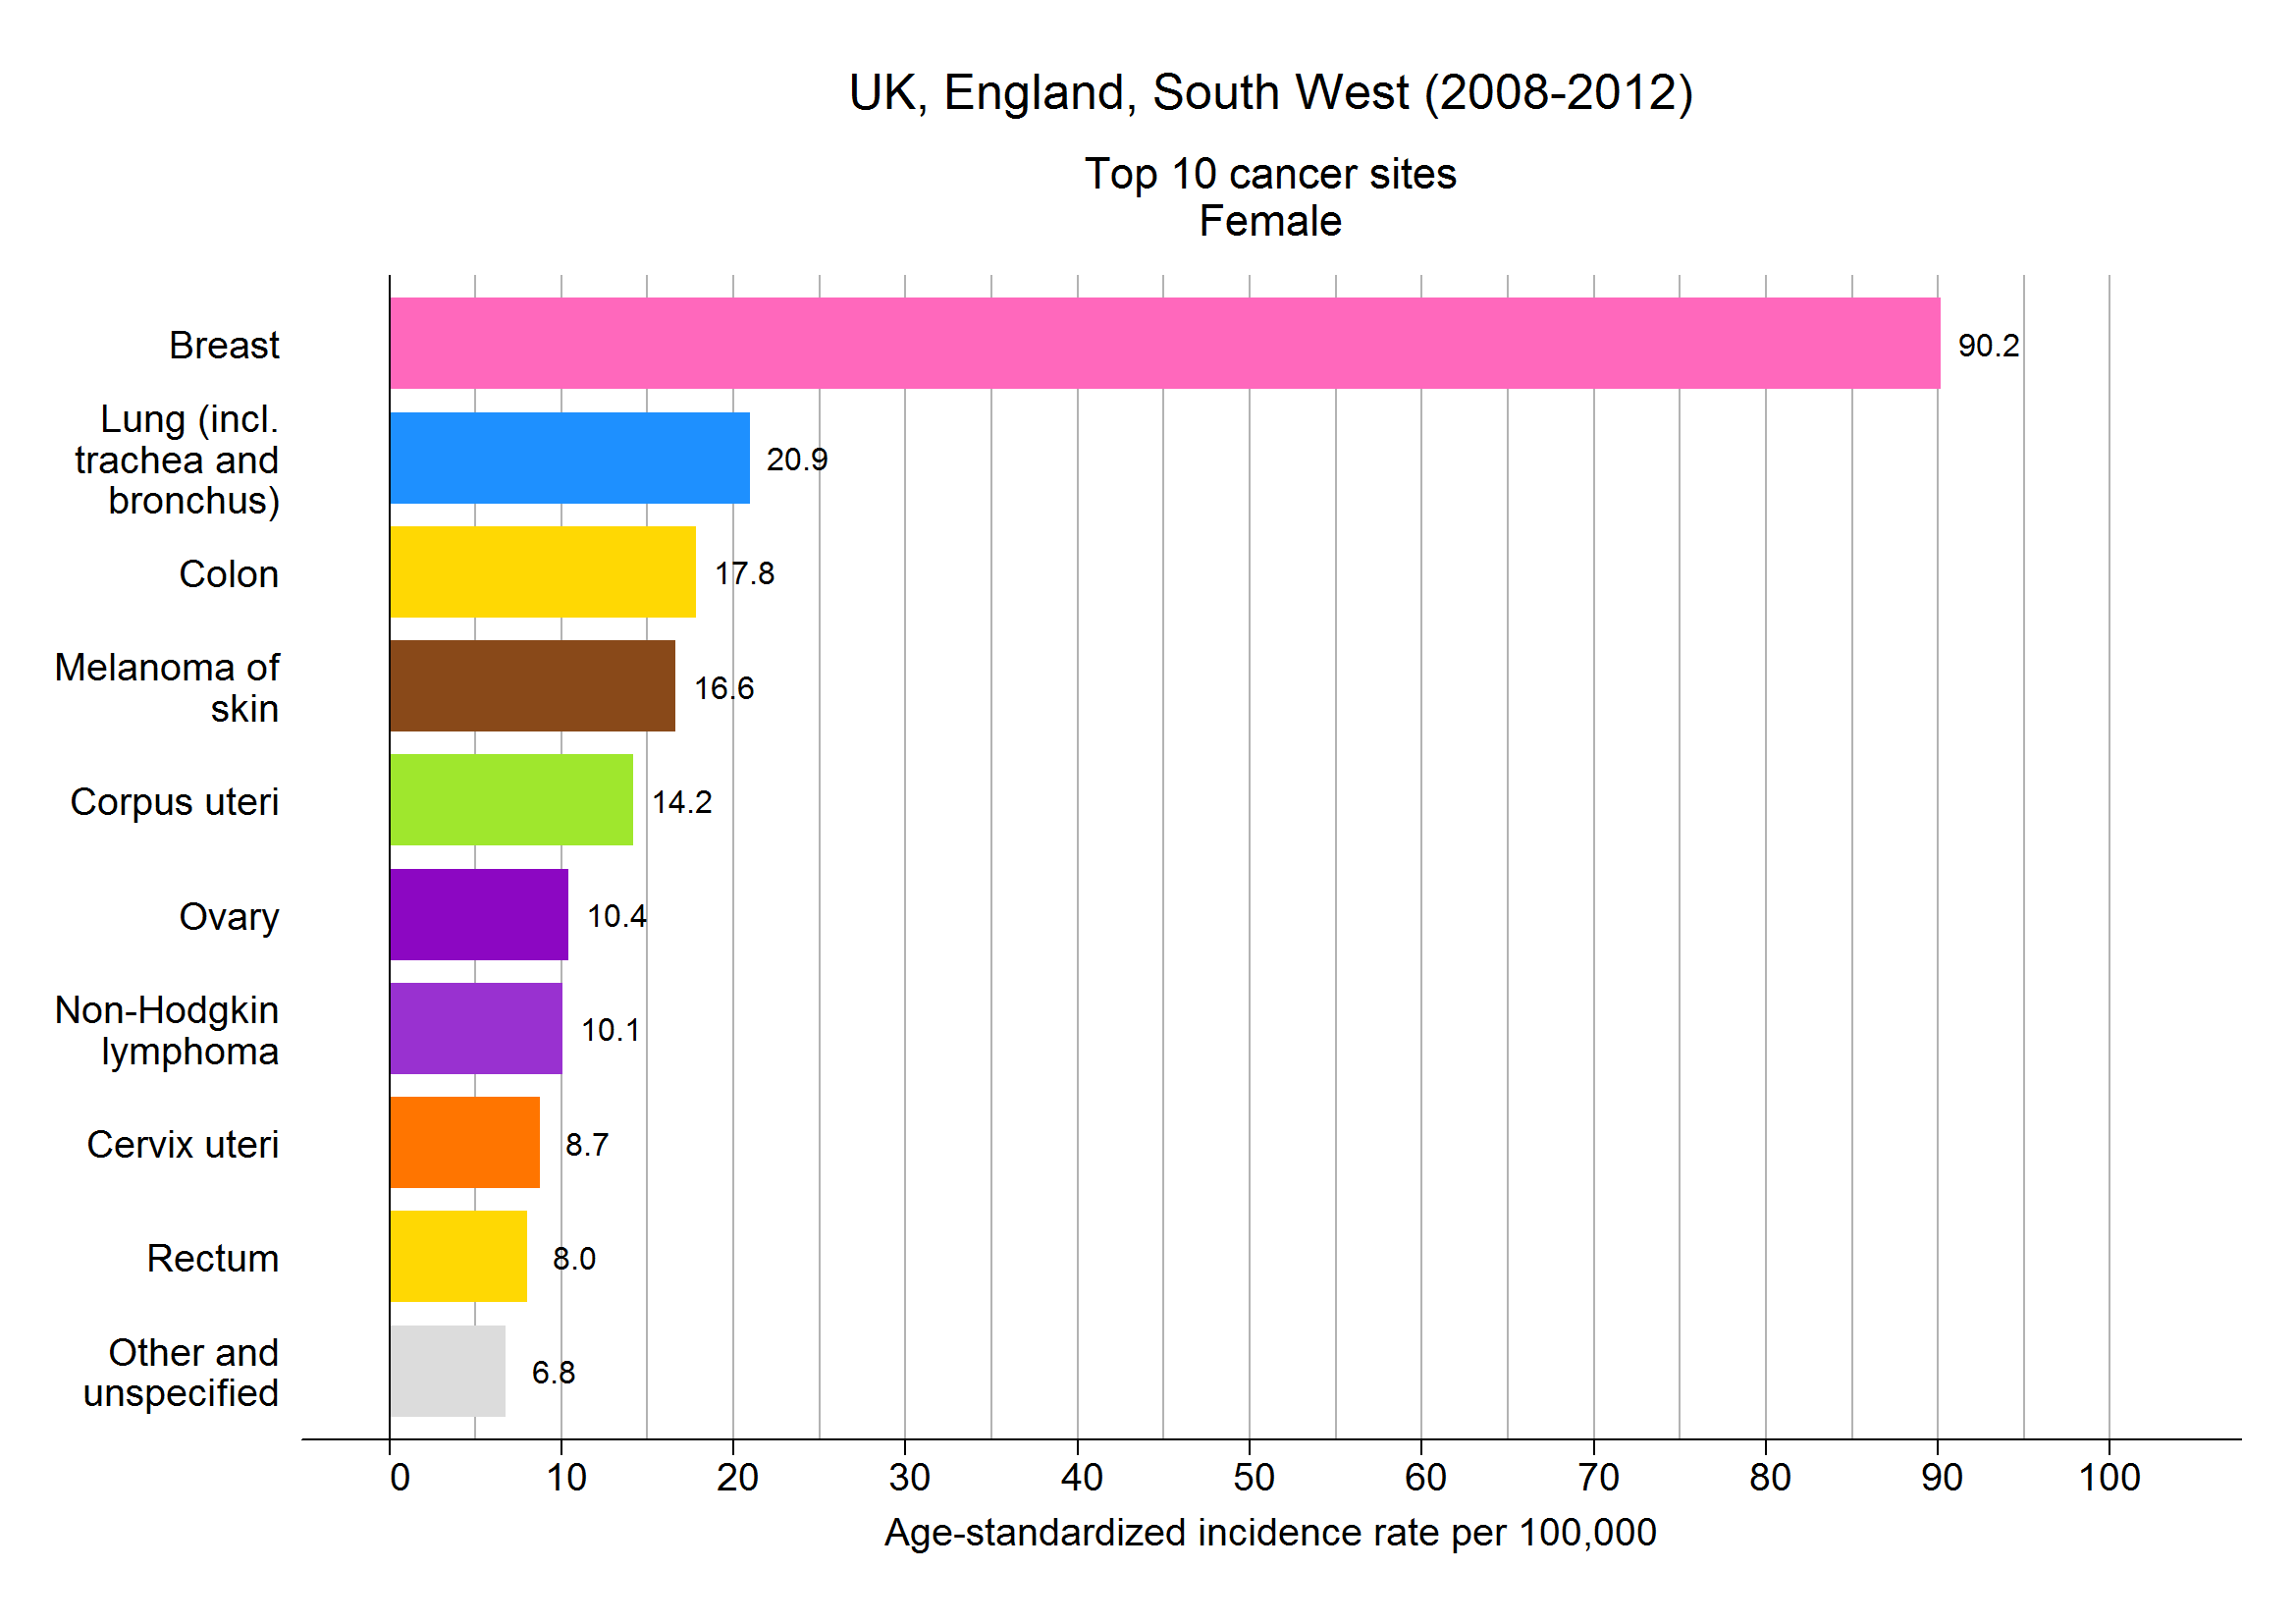 UK, England, South West (2008-2012)
Top 10 cancer sites
Female
Breast
90.2
Lung (incl.
trachea and
bronchus)
20.9
Colon
17.8
Melanoma of
skin
16.6
Corpus uteri
14.2
Ovary
10.4
Non-Hodgkin
lymphoma
10.1
Cervix uteri
8.7
Rectum
8.0
Other and
unspecified
6.8
0 10 20 30 40 50 60 70 80 90 100
Age-standardized incidence rate per 100,000